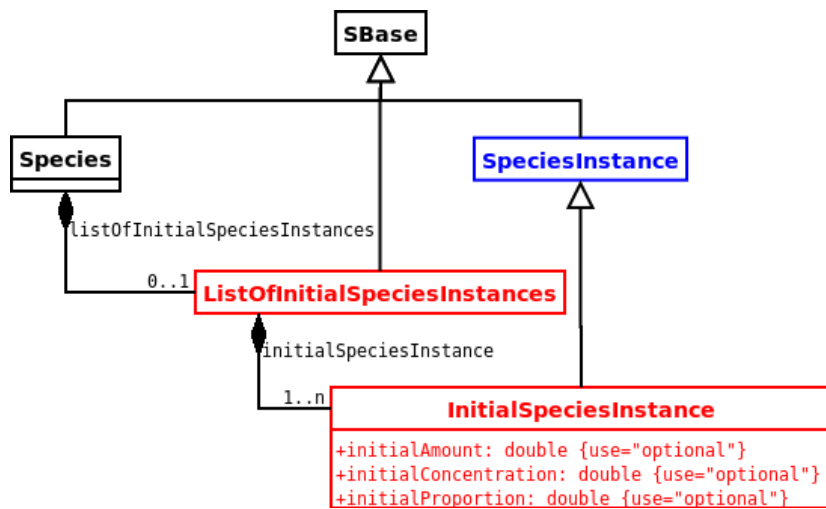 SBase
Species
SpeciesInstance
listOfInitialSpeciesInstances
0..1
ListOfInitialSpeciesInstances
initialSpeciesInstance
1..n
InitialSpeciesInstance
+initialAmount: double {use="optional"}
+initialConcentration: double {use="optional"}
+initialProportion: double {use="optional"}